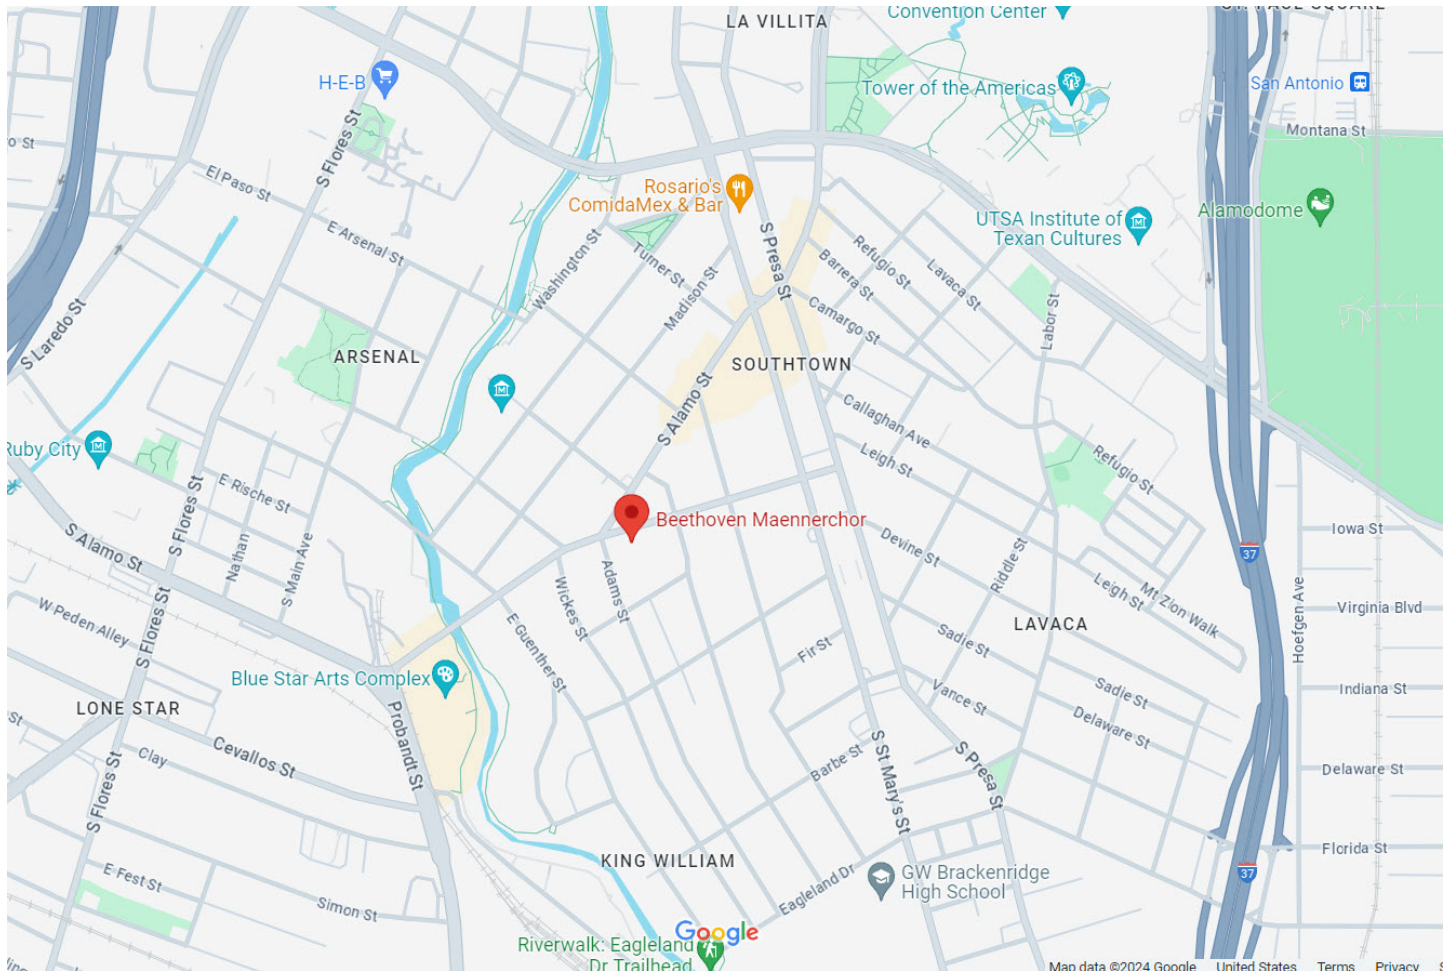 LA VILLITA
Convention Center
ST. PAUL SQUARE
H-E-B
Tower of the Americas
San Antonio
Montana St
o St
S Flores St
El Paso St
Rosario's
ComidaMex & Bar
UTSA Institute of
Texan Cultures
Alamodome
E Arsenal St
Washington St
Turner St
Madison St
S Presa St
Barrera St
Refugio St
Lavaca St
Camargo St
Labor St
S Laredo St
ARSENAL
SOUTHTOWN
S Alamo St
Callaghan Ave
Leigh St
Refugio St
Ruby City
E Rische St
S Flores St
S Alamo St
Nathan
S Main Ave
Beethoven Maennerchor
Devine St
Riddle St
Iowa St
37
Wickes St
Adams St
E Guenther St
Leigh St
Mt Zion Walk
Hoefgen Ave
Virginia Blvd
W Peden Alley
S Flores St
LAVACA
Fir St
Sadie St
Sadie St
Blue Star Arts Complex
Vance St
Indiana St
LONE STAR
St
Probandt St
Delaware St
Clay
Cevallos St
Barbe St
S St Mary's St
S Presa St
Delaware St
S Flores St
Florida St
KING WILLIAM
37
E Fest St
Simon St
Eagleland Dr
GW Brackenridge
High School
Google
Riverwalk: Eagleland
Dr Trailhead
Map data ©2024 Google United States Terms Privacy